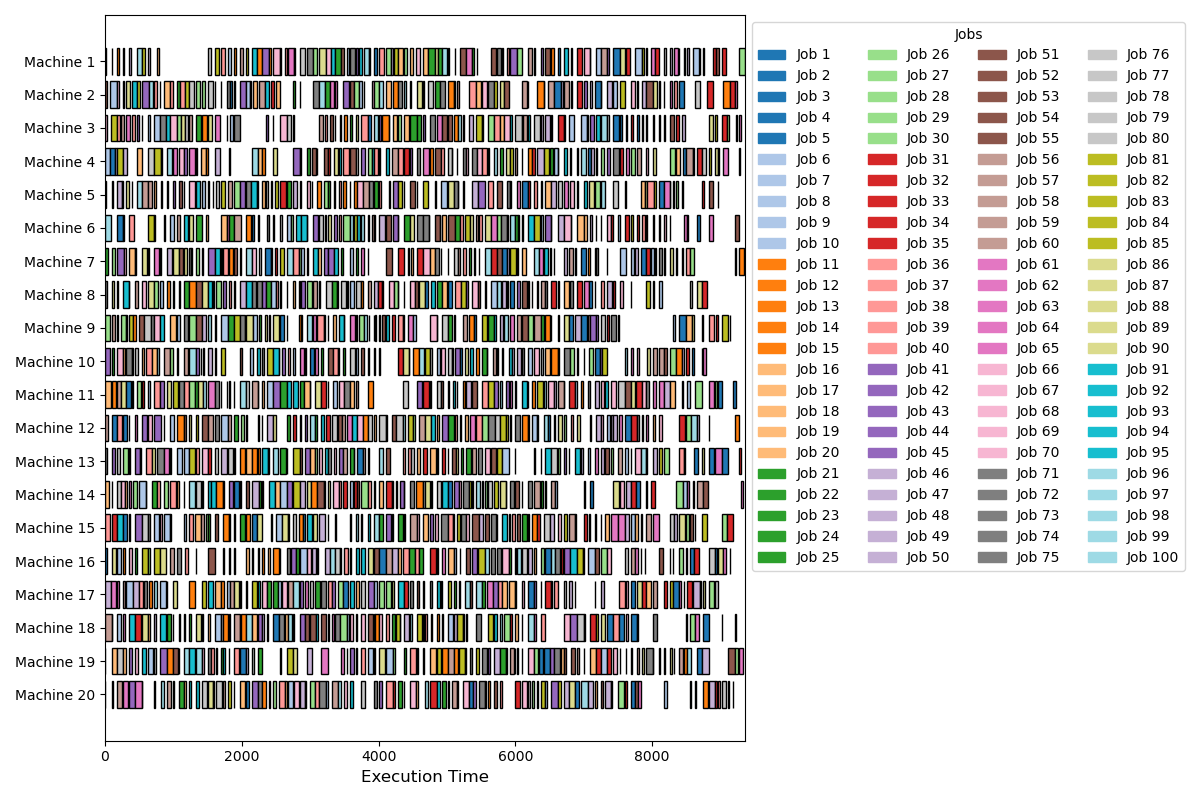 Machine 1
Machine 2
Machine 3
Machine 4
Machine 5
Machine 6
Machine 7
Machine 8
Machine 9
Machine 10
Machine 11
Machine 12
Machine 13
Machine 14
Machine 15
Machine 16
Machine 17
Machine 18
Machine 19
Machine 20
0 2000 4000 6000 8000
Execution Time
Jobs
Job 1 Job 26 Job 51 Job 76
Job 2 Job 27 Job 52 Job 77
Job 3 Job 28 Job 53 Job 78
Job 4 Job 29 Job 54 Job 79
Job 5 Job 30 Job 55 Job 80
Job 6 Job 31 Job 56 Job 81
Job 7 Job 32 Job 57 Job 82
Job 8 Job 33 Job 58 Job 83
Job 9 Job 34 Job 59 Job 84
Job 10 Job 35 Job 60 Job 85
Job 11 Job 36 Job 61 Job 86
Job 12 Job 37 Job 62 Job 87
Job 13 Job 38 Job 63 Job 88
Job 14 Job 39 Job 64 Job 89
Job 15 Job 40 Job 65 Job 90
Job 16 Job 41 Job 66 Job 91
Job 17 Job 42 Job 67 Job 92
Job 18 Job 43 Job 68 Job 93
Job 19 Job 44 Job 69 Job 94
Job 20 Job 45 Job 70 Job 95
Job 21 Job 46 Job 71 Job 96
Job 22 Job 47 Job 72 Job 97
Job 23 Job 48 Job 73 Job 98
Job 24 Job 49 Job 74 Job 99
Job 25 Job 50 Job 75 Job 100